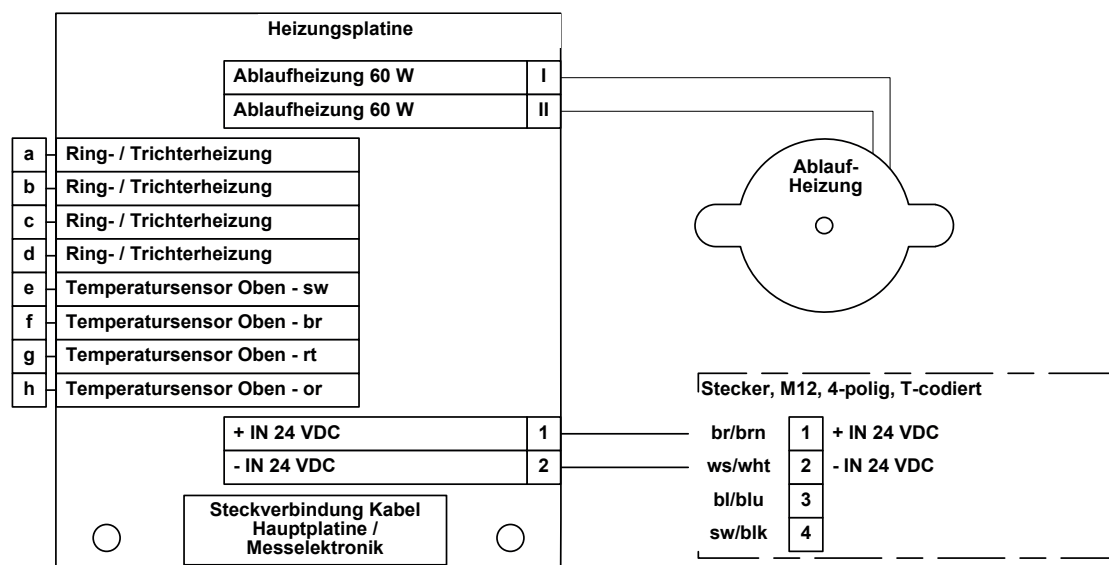 Heizungsplatine
Ablaufheizung 60 W I
Ablaufheizung 60 W II
a Ring- / Trichterheizung
b Ring- / Trichterheizung
c Ring- / Trichterheizung
d Ring- / Trichterheizung
e Temperatursensor Oben - sw
f Temperatursensor Oben - br
g Temperatursensor Oben - rt
h Temperatursensor Oben - or
+ IN 24 VDC 1
- IN 24 VDC 2
Steckverbindung Kabel
Hauptplatine /
Messelektronik
Ablauf-
Heizung
Stecker, M12, 4-polig, T-codiert
br/brn 1 + IN 24 VDC
ws/wht 2 - IN 24 VDC
bl/blu 3
sw/blk 4